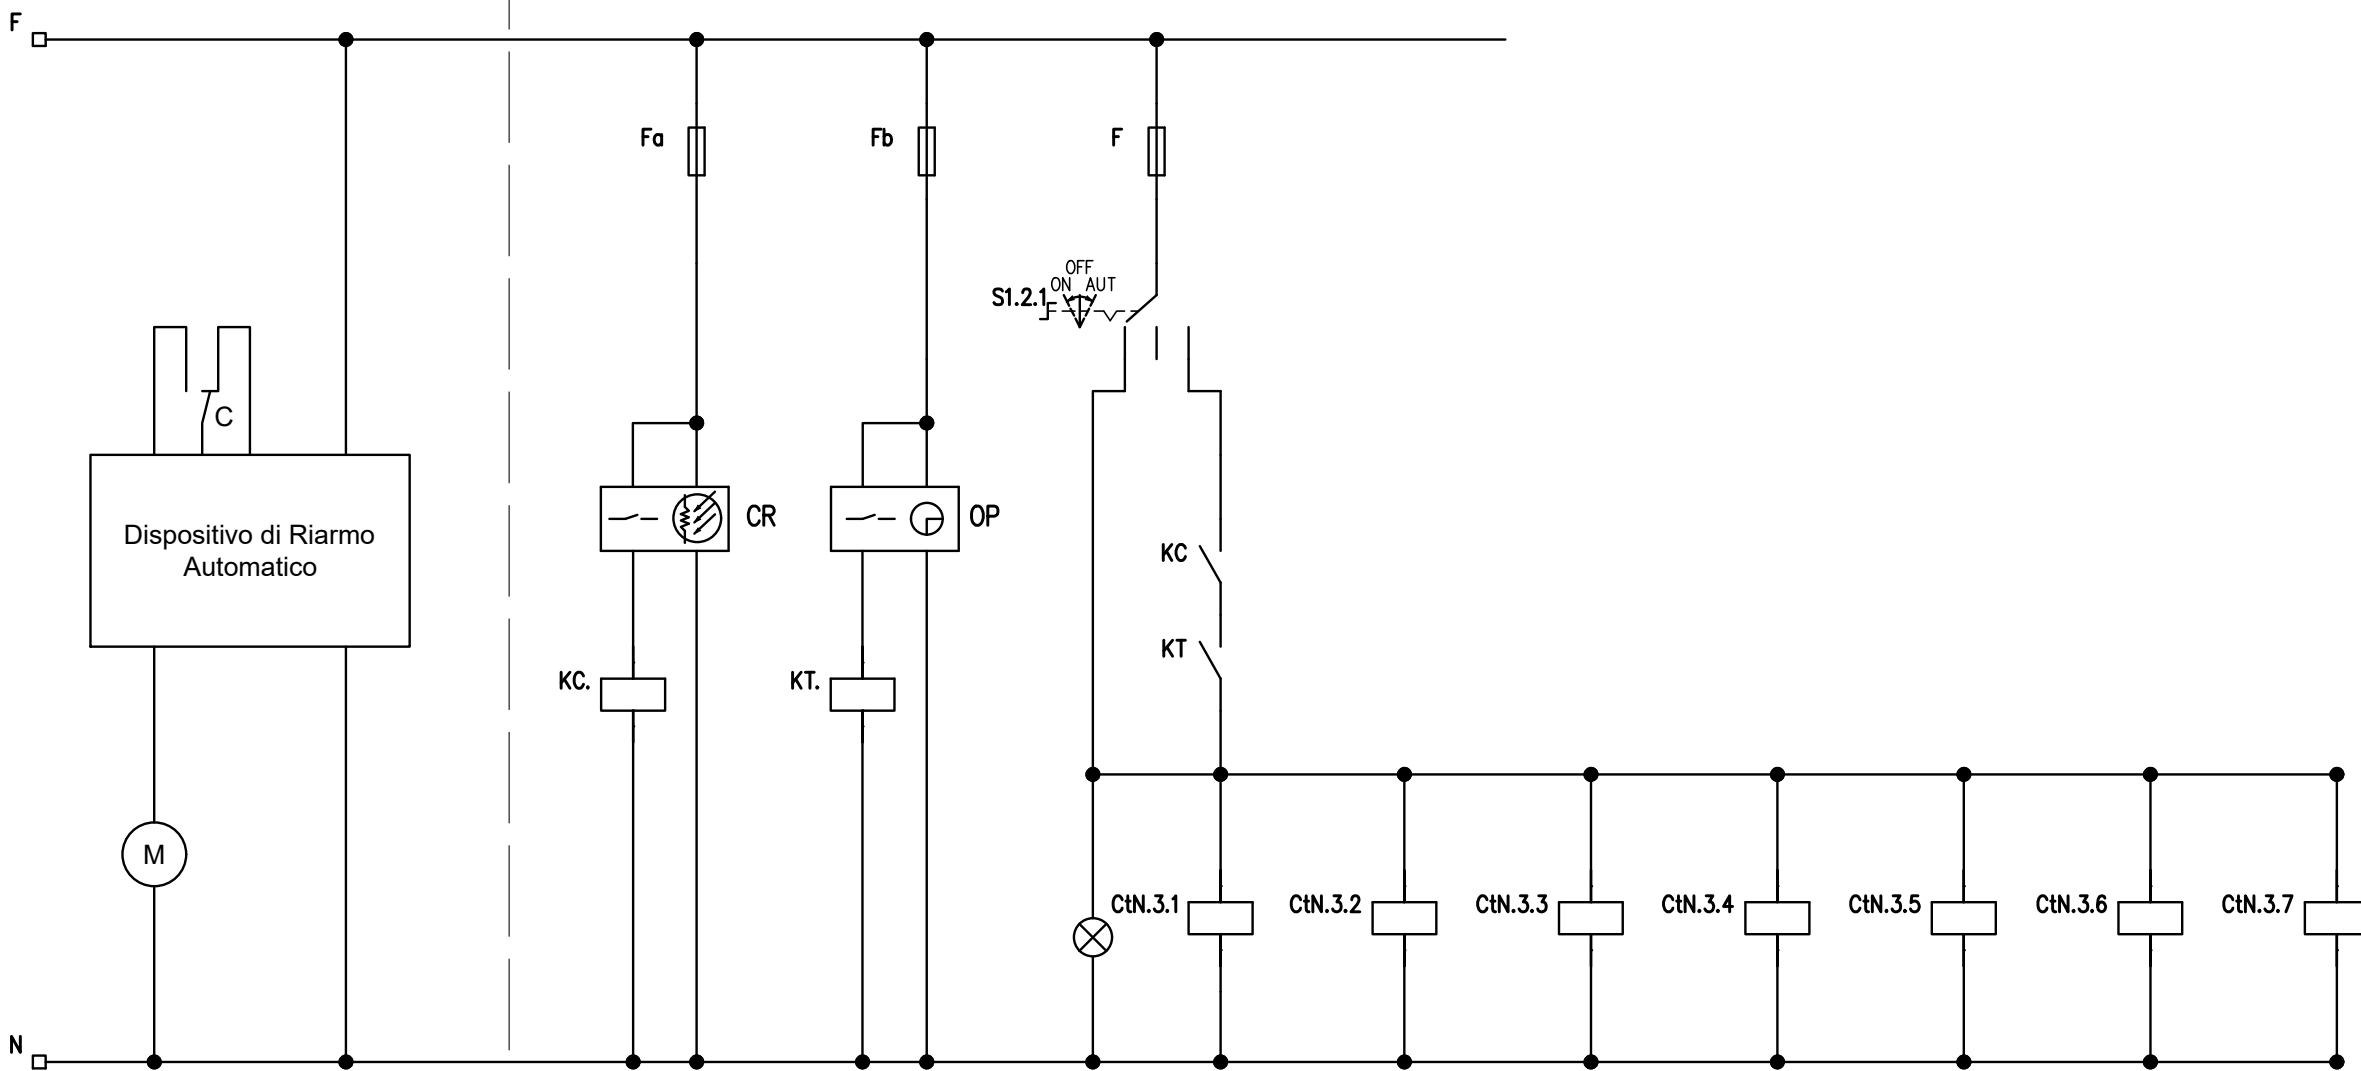 F
Fa
Fb
F
OFF
ON AUT
S1.2.1
C
Dispositivo di Riarmo
Automatico
CR
OP
KC
KT
KC.
KT.
M
CtN.3.1
CtN.3.2
CtN.3.3
CtN.3.4
CtN.3.5
CtN.3.6
CtN.3.7
N